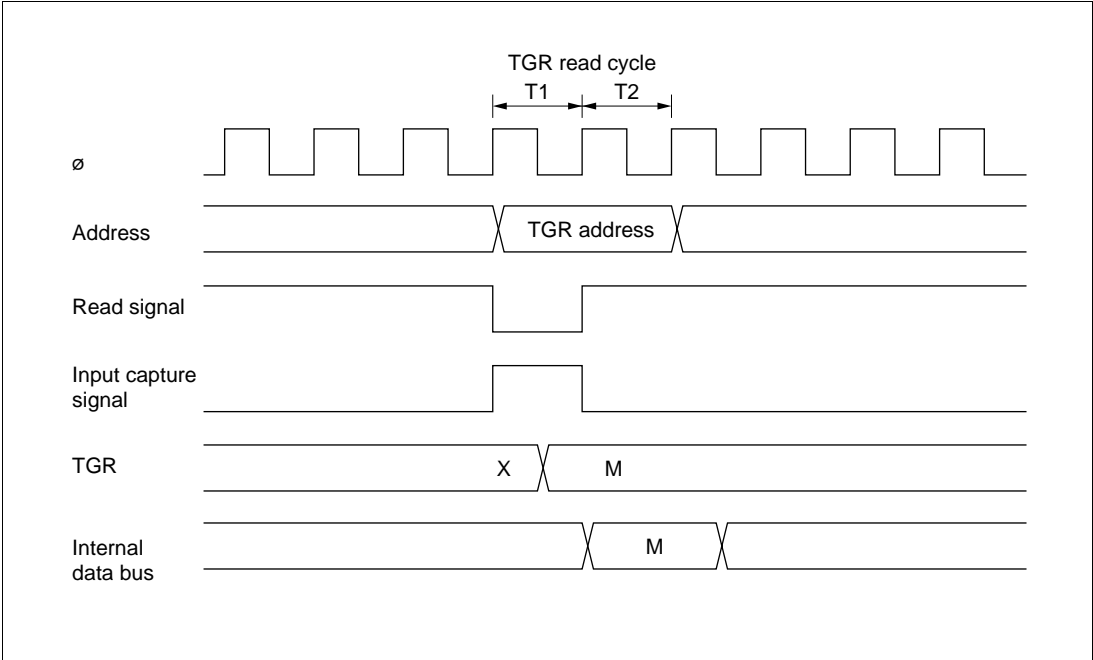 TGR read cycle
T1 T2
ø
Address
TGR address
Read signal
Input capture
signal
TGR
X M
Internal
data bus
M